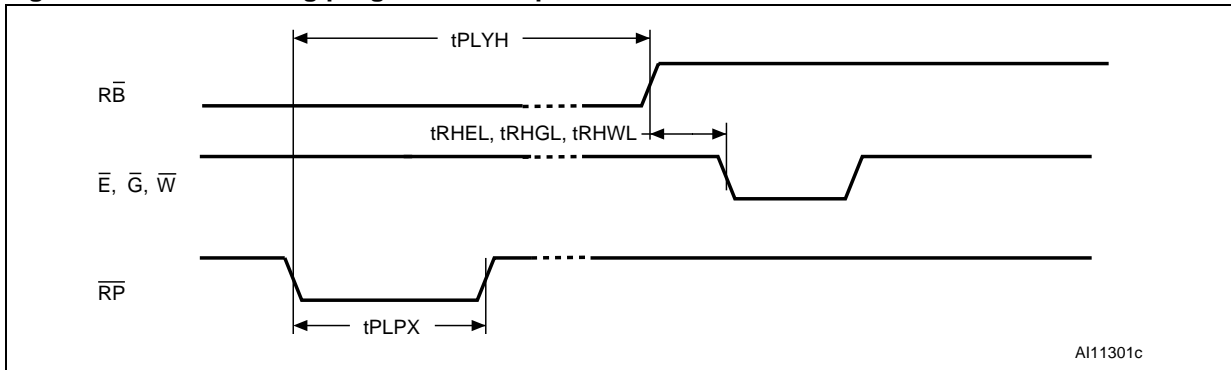 tPLYH
RB̅
tRHEL, tRHGL, tRHWL
E̅, G̅, W̅
R̅P̅
tPLPX
AI11301c